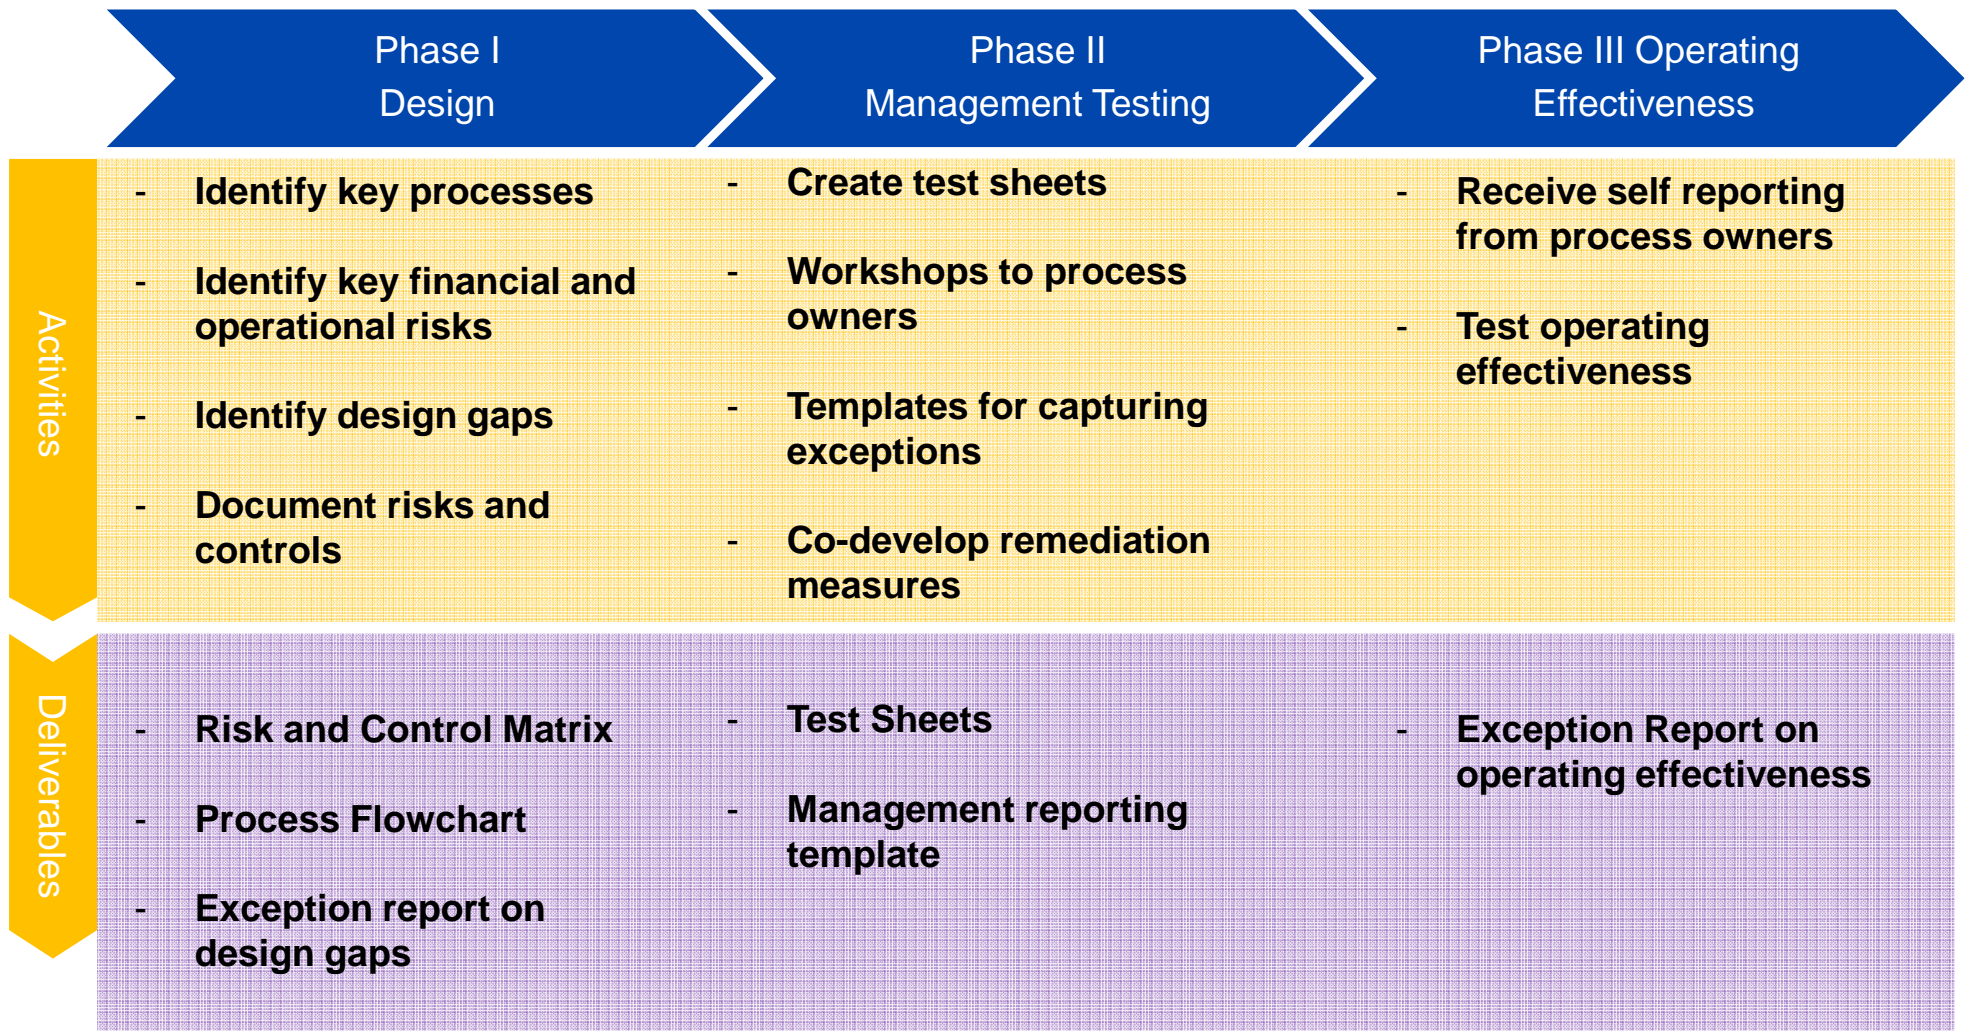 Phase I
Design
Phase II
Management Testing
Phase III Operating
Effectiveness
Activities
- Identify key processes
- Identify key financial and
operational risks
- Identify design gaps
- Document risks and
controls
- Create test sheets
- Workshops to process
owners
- Templates for capturing
exceptions
- Co-develop remediation
measures
- Receive self reporting
from process owners
- Test operating
effectiveness
Deliverables
- Risk and Control Matrix
- Process Flowchart
- Exception report on
design gaps
- Test Sheets
- Management reporting
template
- Exception Report on
operating effectiveness